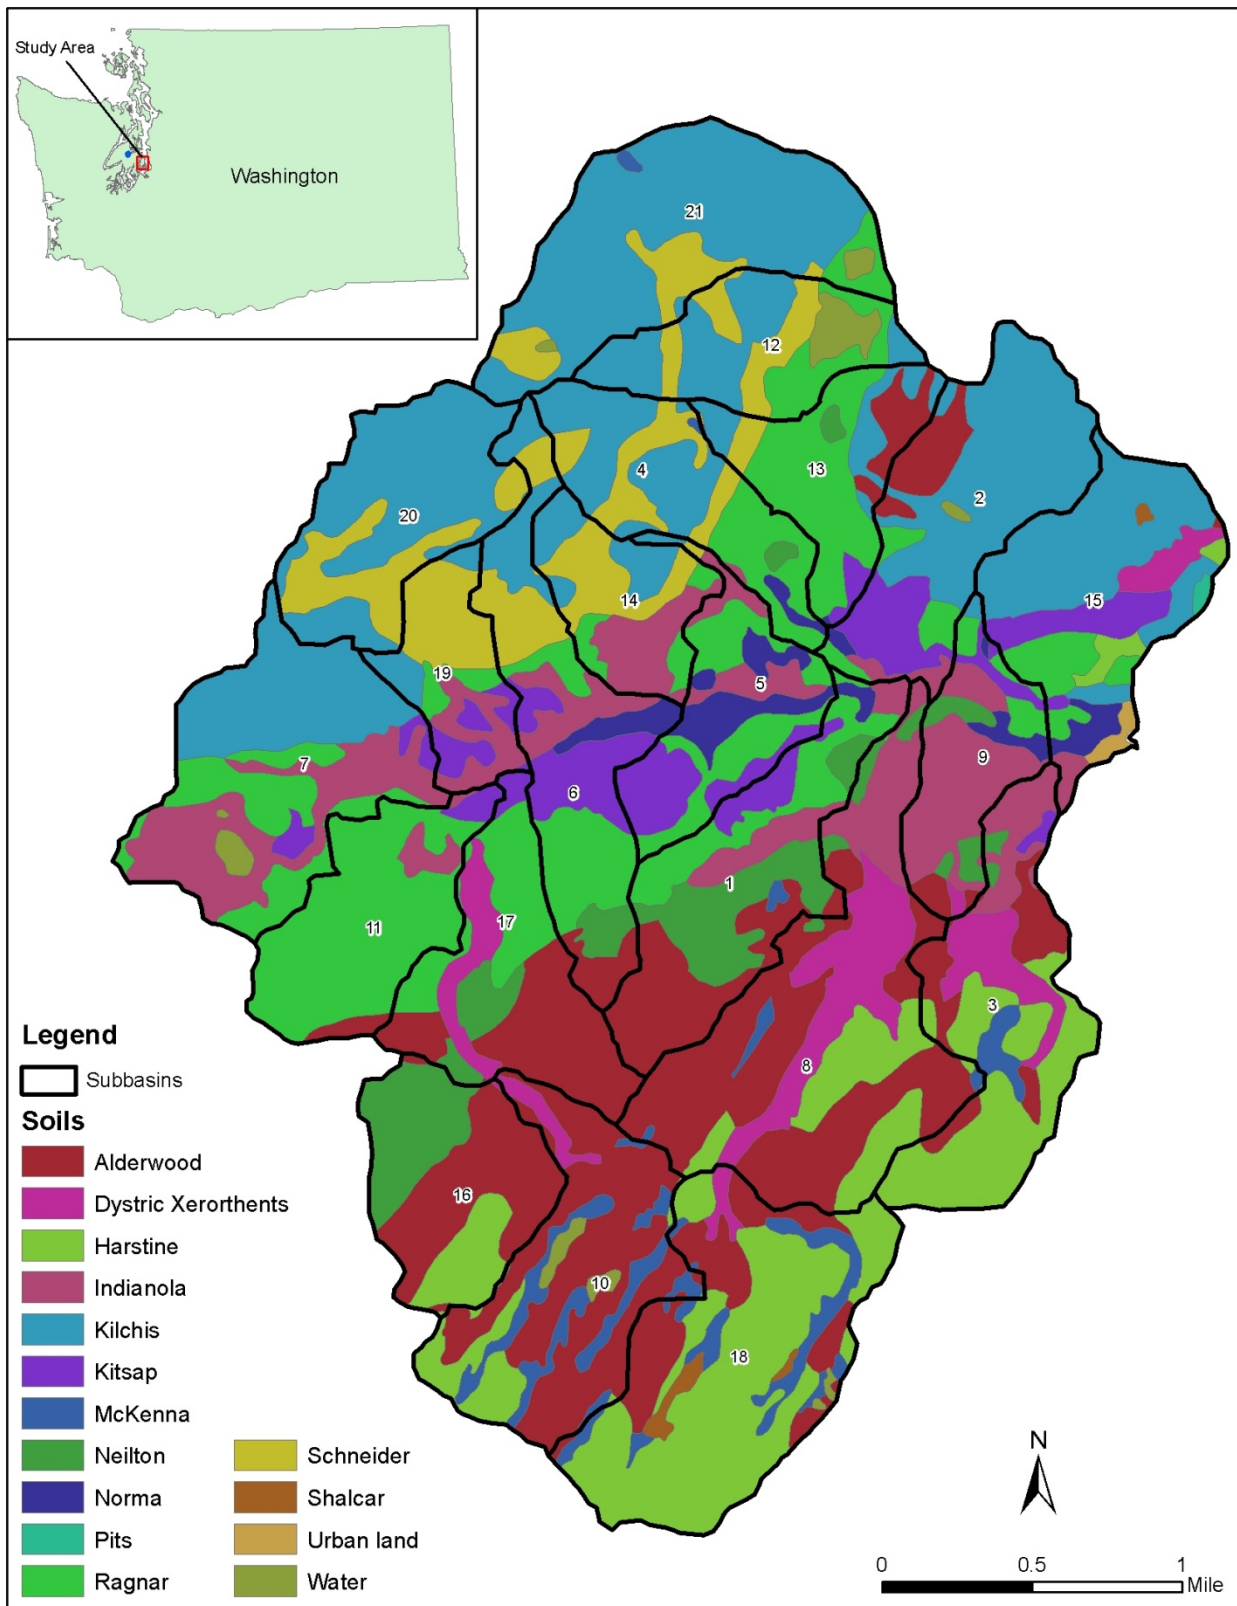 Study Area
Washington
21
12
4
13
2
20
14
15
19
5
7
6
9
1
11
17
3
8
16
10
18
Legend
Subbasins
Soils
Alderwood
Dystric Xerorthents
Harstine
Indianola
Kilchis
Kitsap
McKenna
Neilton
Norma
Pits
Ragnar
Schneider
Shalcar
Urban land
Water
N
0 0.5 1
Mile